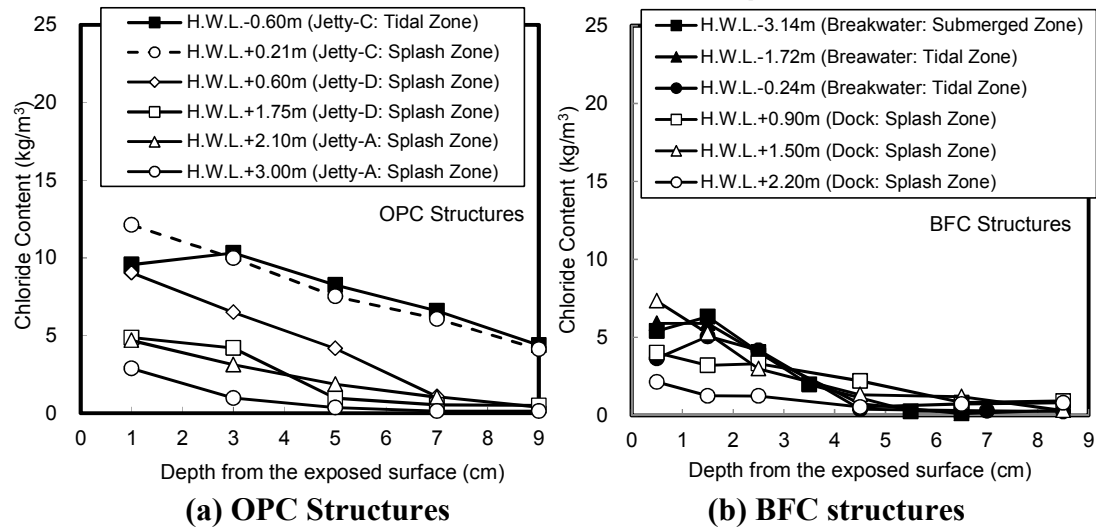 H.W.L.-0.60m (Jetty-C: Tidal Zone)
H.W.L.+0.21m (Jetty-C: Splash Zone)
H.W.L.+0.60m (Jetty-D: Splash Zone)
H.W.L.+1.75m (Jetty-D: Splash Zone)
H.W.L.+2.10m (Jetty-A: Splash Zone)
H.W.L.+3.00m (Jetty-A: Splash Zone)
OPC Structures
Chloride Content (kg/m³)
25
20
15
10
5
0
0 1 2 3 4 5 6 7 8 9
Depth from the exposed surface (cm)
(a) OPC Structures
H.W.L.-3.14m (Breakwater: Submerged Zone)
H.W.L.-1.72m (Breawater: Tidal Zone)
H.W.L.-0.24m (Breakwater: Tidal Zone)
H.W.L.+0.90m (Dock: Splash Zone)
H.W.L.+1.50m (Dock: Splash Zone)
H.W.L.+2.20m (Dock: Splash Zone)
BFC Structures
Chloride Content (kg/m³)
25
20
15
10
5
0
0 1 2 3 4 5 6 7 8 9
Depth from the exposed surface (cm)
(b) BFC structures